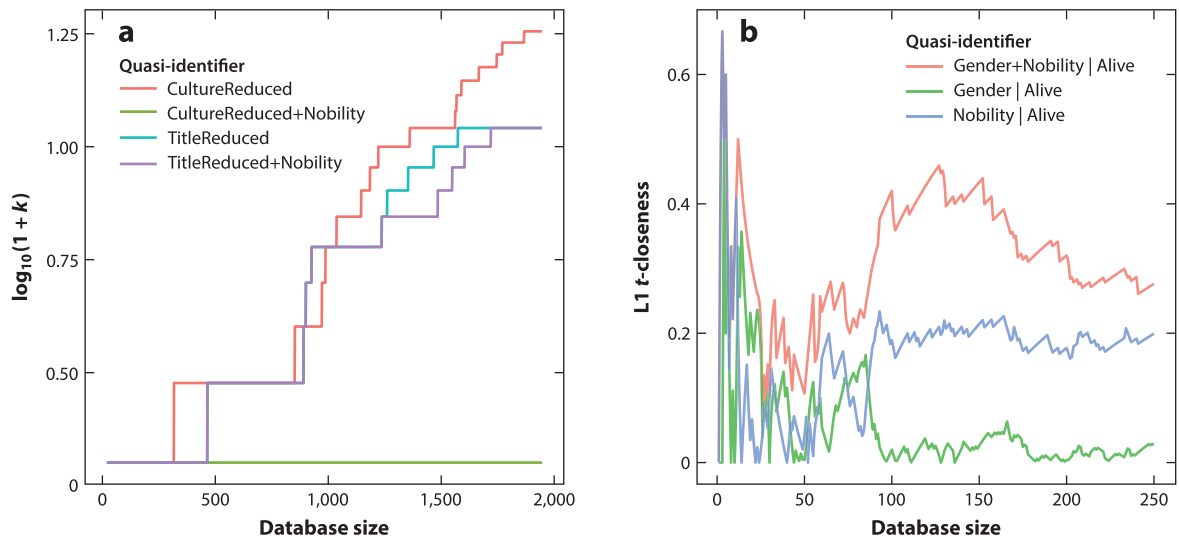 a
Quasi-identifier
CultureReduced
CultureReduced+Nobility
TitleReduced
TitleReduced+Nobility
1.25
1.00
0.75
0.50
0
log10(1 + k)
0
500
1,000
1,500
2,000
Database size
b
Quasi-identifier
Gender+Nobility | Alive
Gender | Alive
Nobility | Alive
0.6
0.4
0.2
0
L1 t-closeness
0
50
100
150
200
250
Database size